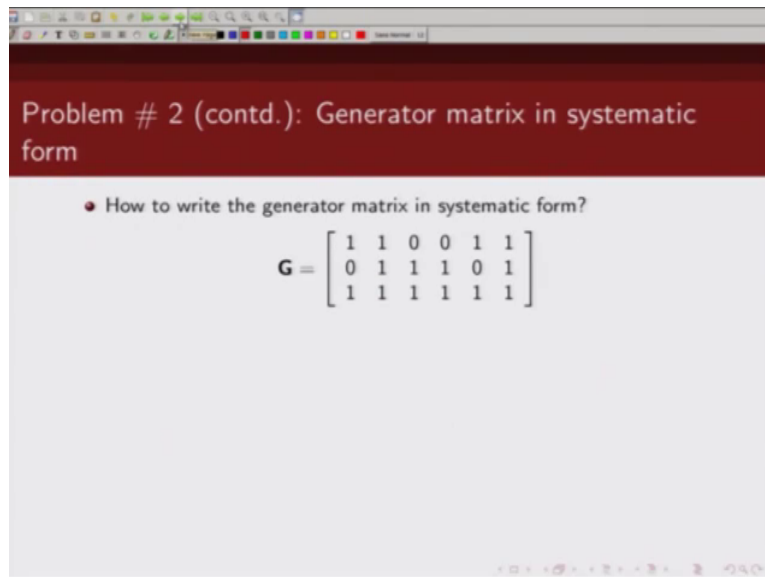 Problem # 2 (contd.): Generator matrix in systematic
form
How to write the generator matrix in systematic form?
G = [ 1 1 0 0 1 1
0 1 1 1 0 1
1 1 1 1 1 1 ]